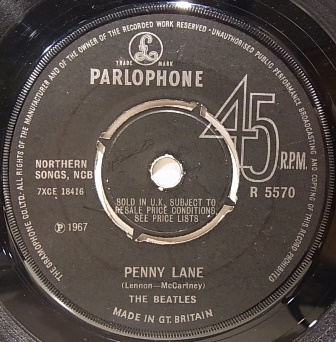 THE GRAMOPHONE CO. LTD. ALL RIGHTS OF THE MANUFACTURER AND OF THE OWNER OF THE RECORDED WORK RESERVED · UNAUTHORISED PUBLIC PERFORMANCE BROADCASTING AND COPYING OF THIS RECORD PROHIBITED
£
TRADE MARK
PARLOPHONE
45
R.P.M.
NORTHERN
SONGS, NCB
7XCE 18416
R 5570
SOLD IN U.K. SUBJECT TO
RESALE PRICE CONDITIONS,
SEE PRICE LISTS
℗ 1967
PENNY LANE
(Lennon—McCartney)
THE BEATLES
MADE IN GT. BRITAIN